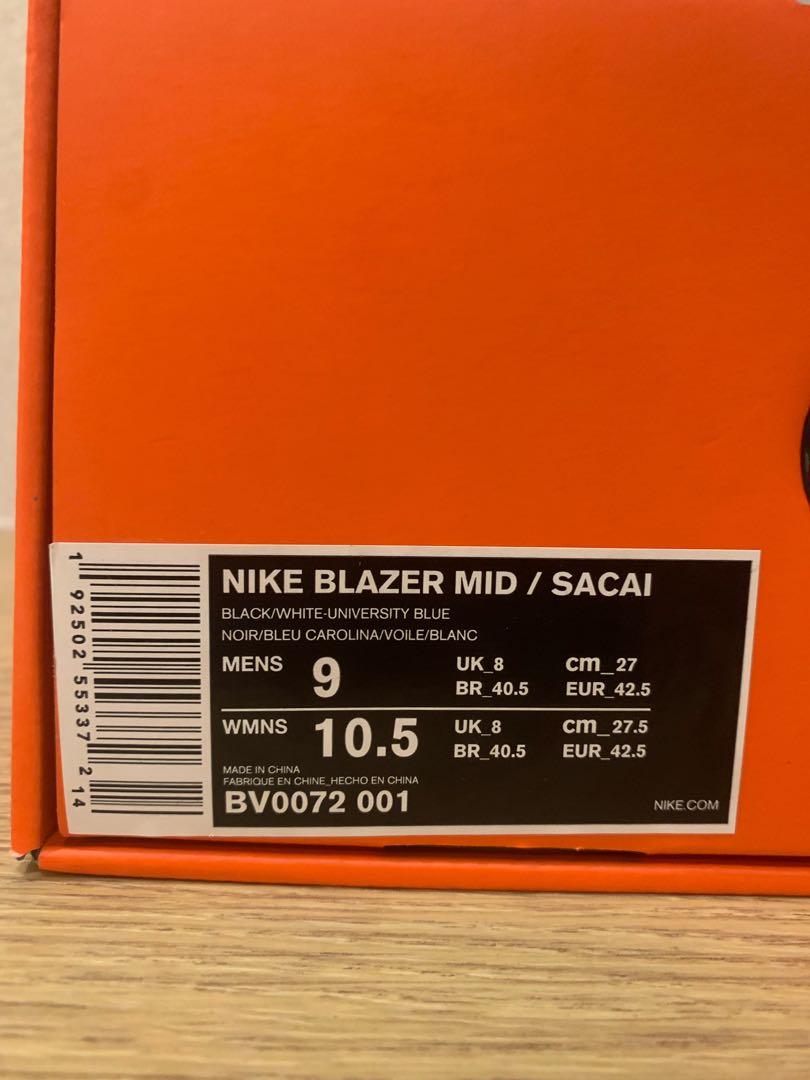 1 92502 55337 2 14
NIKE BLAZER MID / SACAI
BLACK/WHITE-UNIVERSITY BLUE
NOIR/BLEU CAROLINA/VOILE/BLANC
MENS 9 UK_8 cm_27
BR_40.5 EUR_42.5
WMNS 10.5 UK_8 cm_27.5
BR_40.5 EUR_42.5
MADE IN CHINA
FABRIQUE EN CHINE_HECHO EN CHINA
BV0072 001
NIKE.COM